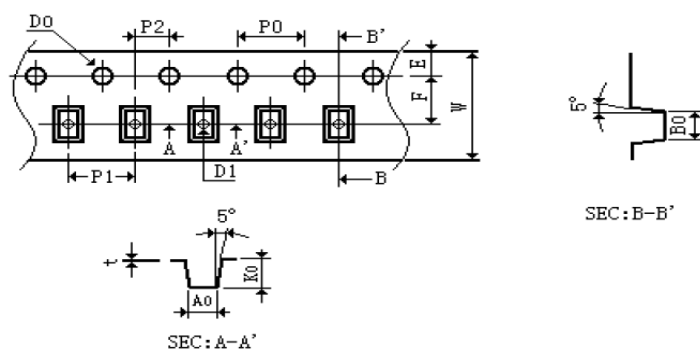 D0 P2 P0 B'
E
F
W
A A'
P1 D1 B
5°
B0
SEC:B-B'
5°
t
A0
K0
SEC:A-A'